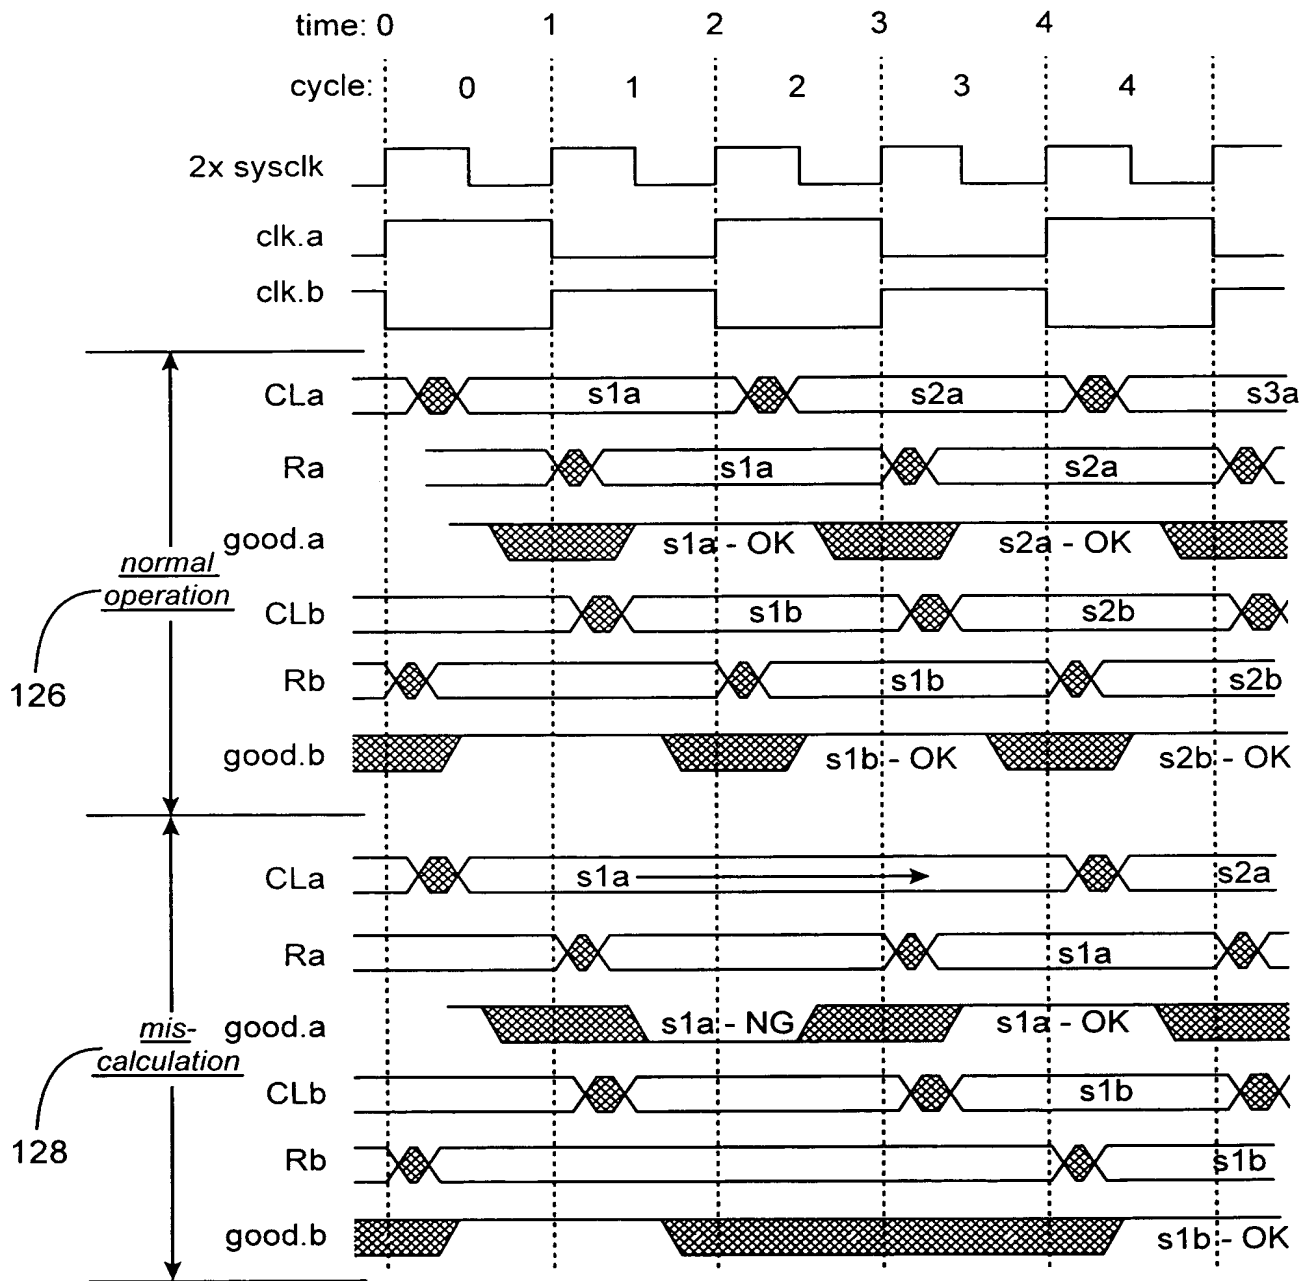 time: 0 1 2 3 4
cycle: 0 1 2 3 4
2x sysclk
clk.a
clk.b
CLa s1a s2a s3a
Ra s1a s2a
good.a s1a - OK s2a - OK
normal
operation
CLb s1b s2b
126
Rb s1b s2b
good.b s1b - OK s2b - OK
CLa s1a s2a
Ra s1a
good.a s1a - NG s1a - OK
mis-
calculation
CLb s1b
128
Rb s1b
good.b s1b - OK